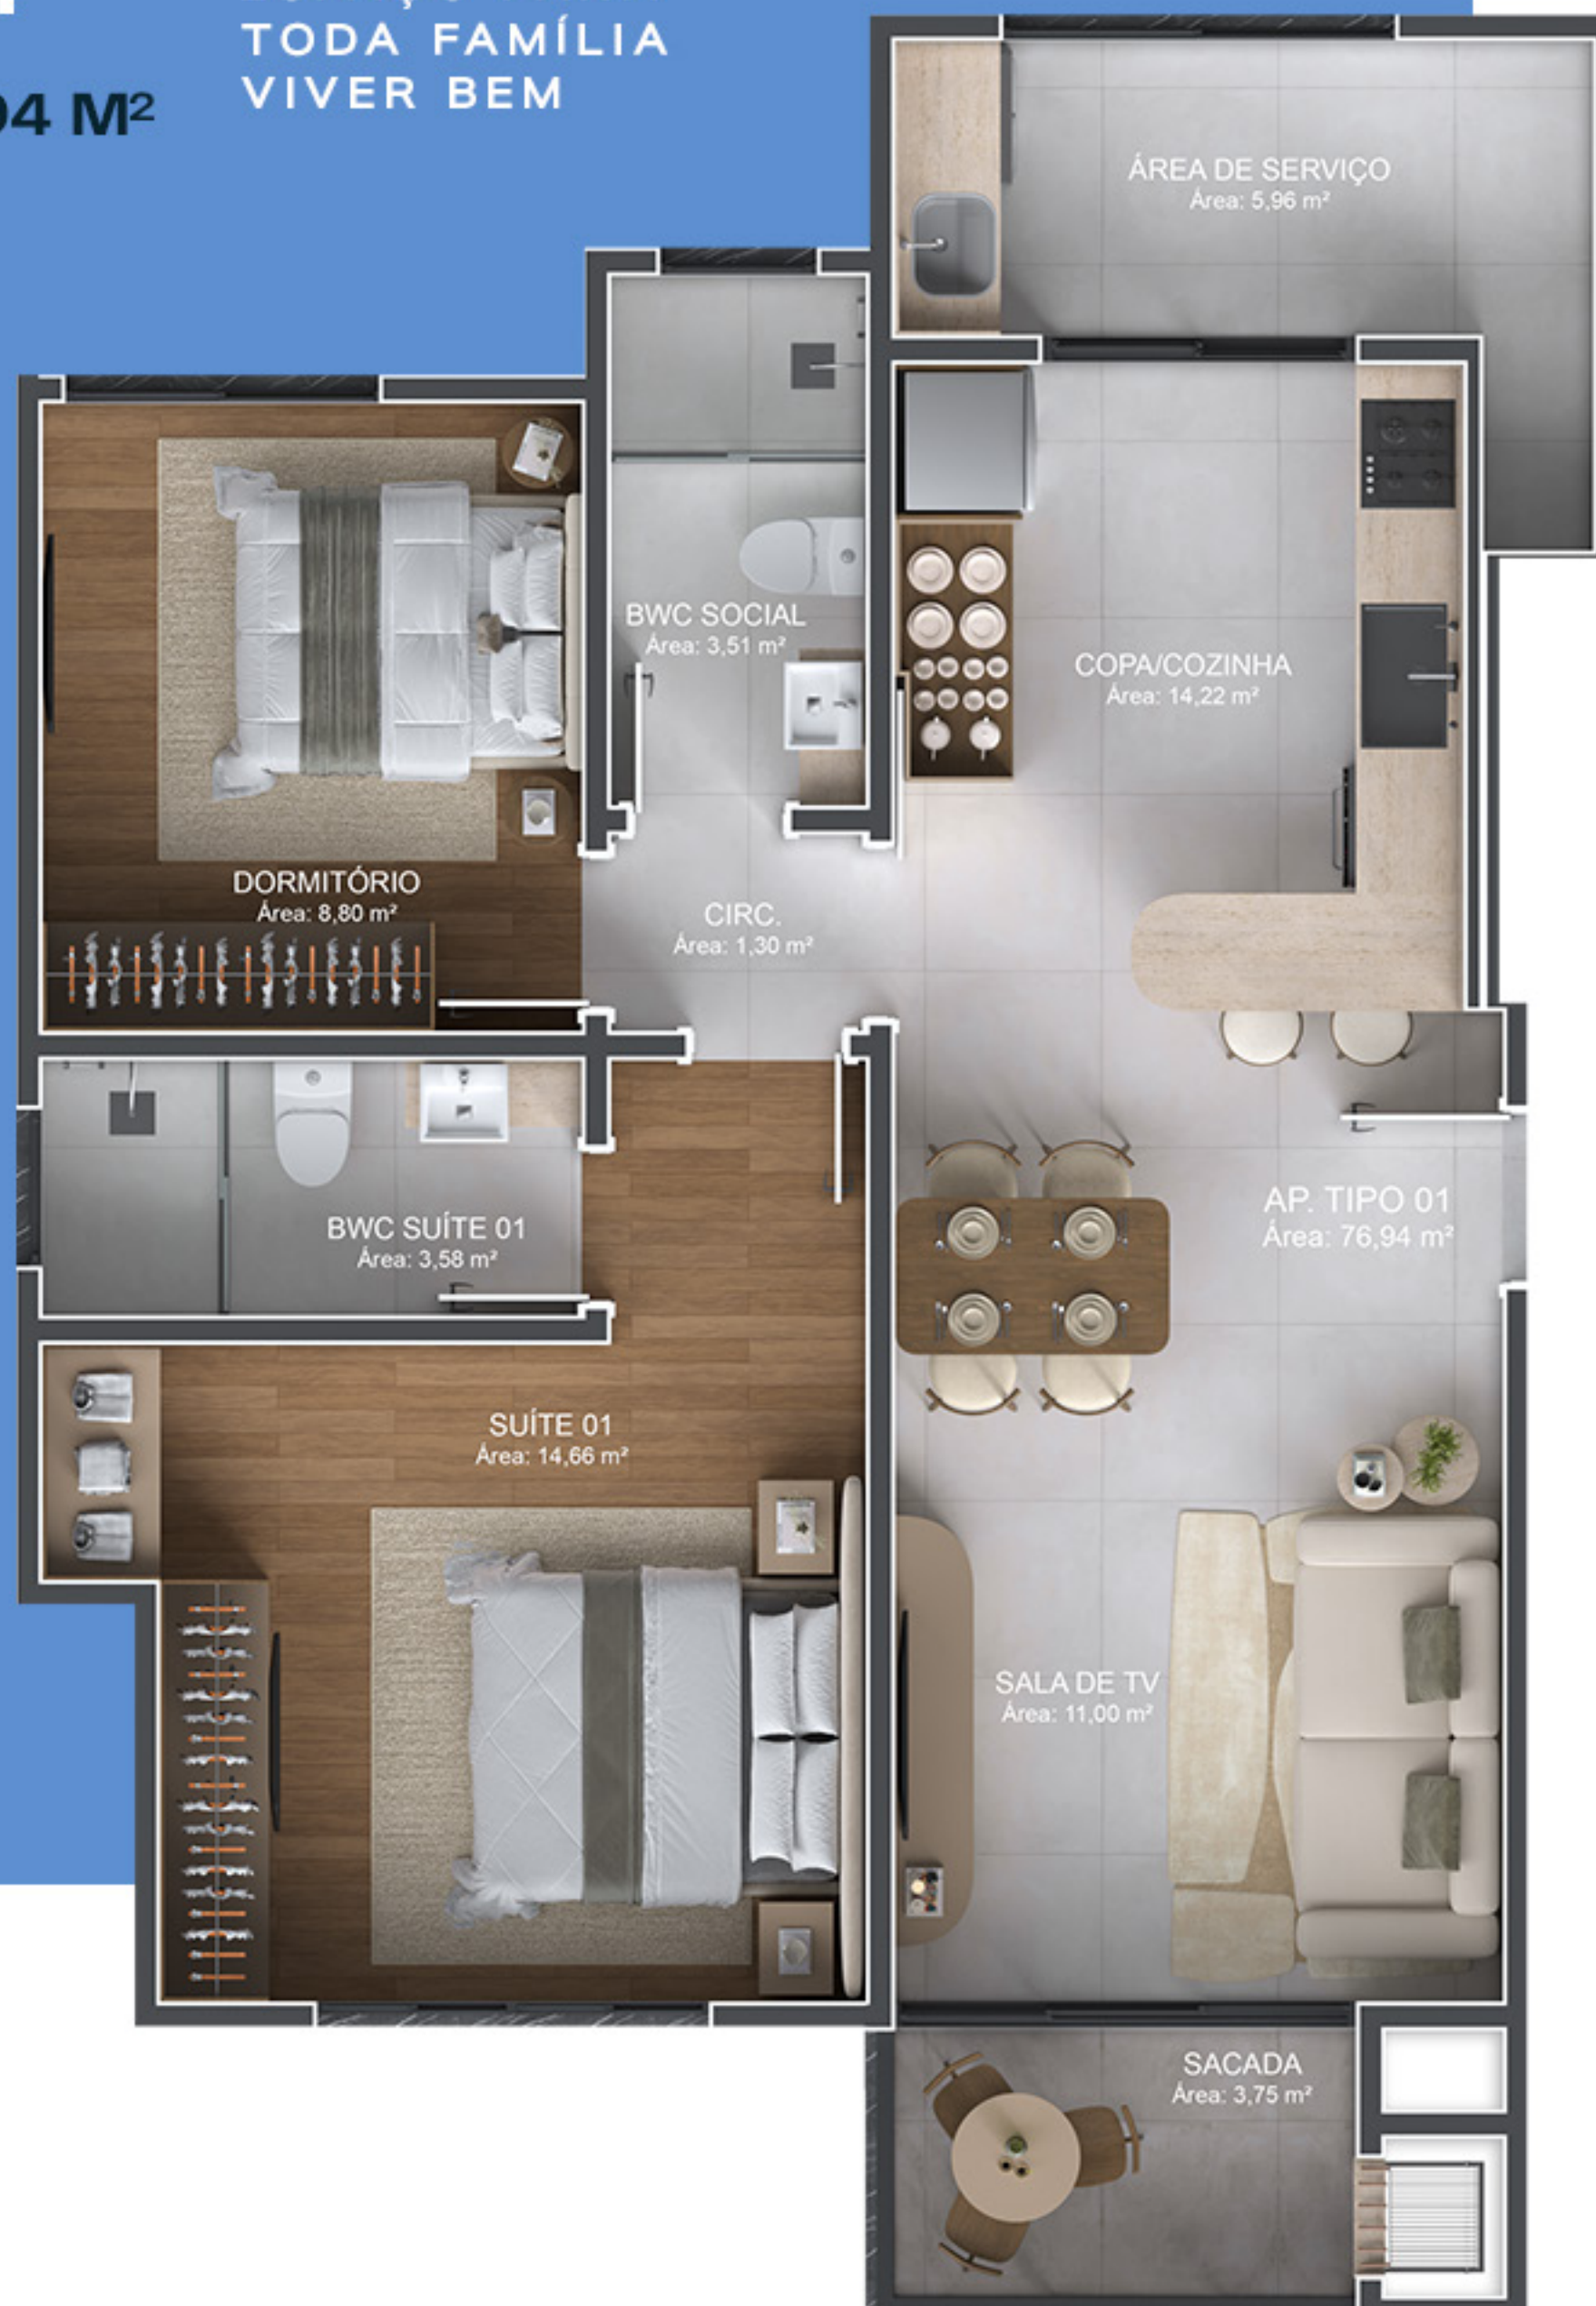 TODA FAMÍLIA
VIVER BEM
94 M²
ÁREA DE SERVIÇO
Área: 5,96 m²
BWC SOCIAL
Área: 3,51 m²
COPA/COZINHA
Área: 14,22 m²
DORMITÓRIO
Área: 8,80 m²
CIRC.
Área: 1,30 m²
AP. TIPO 01
Área: 76,94 m²
BWC SUÍTE 01
Área: 3,58 m²
SUÍTE 01
Área: 14,66 m²
SALA DE TV
Área: 11,00 m²
SACADA
Área: 3,75 m²